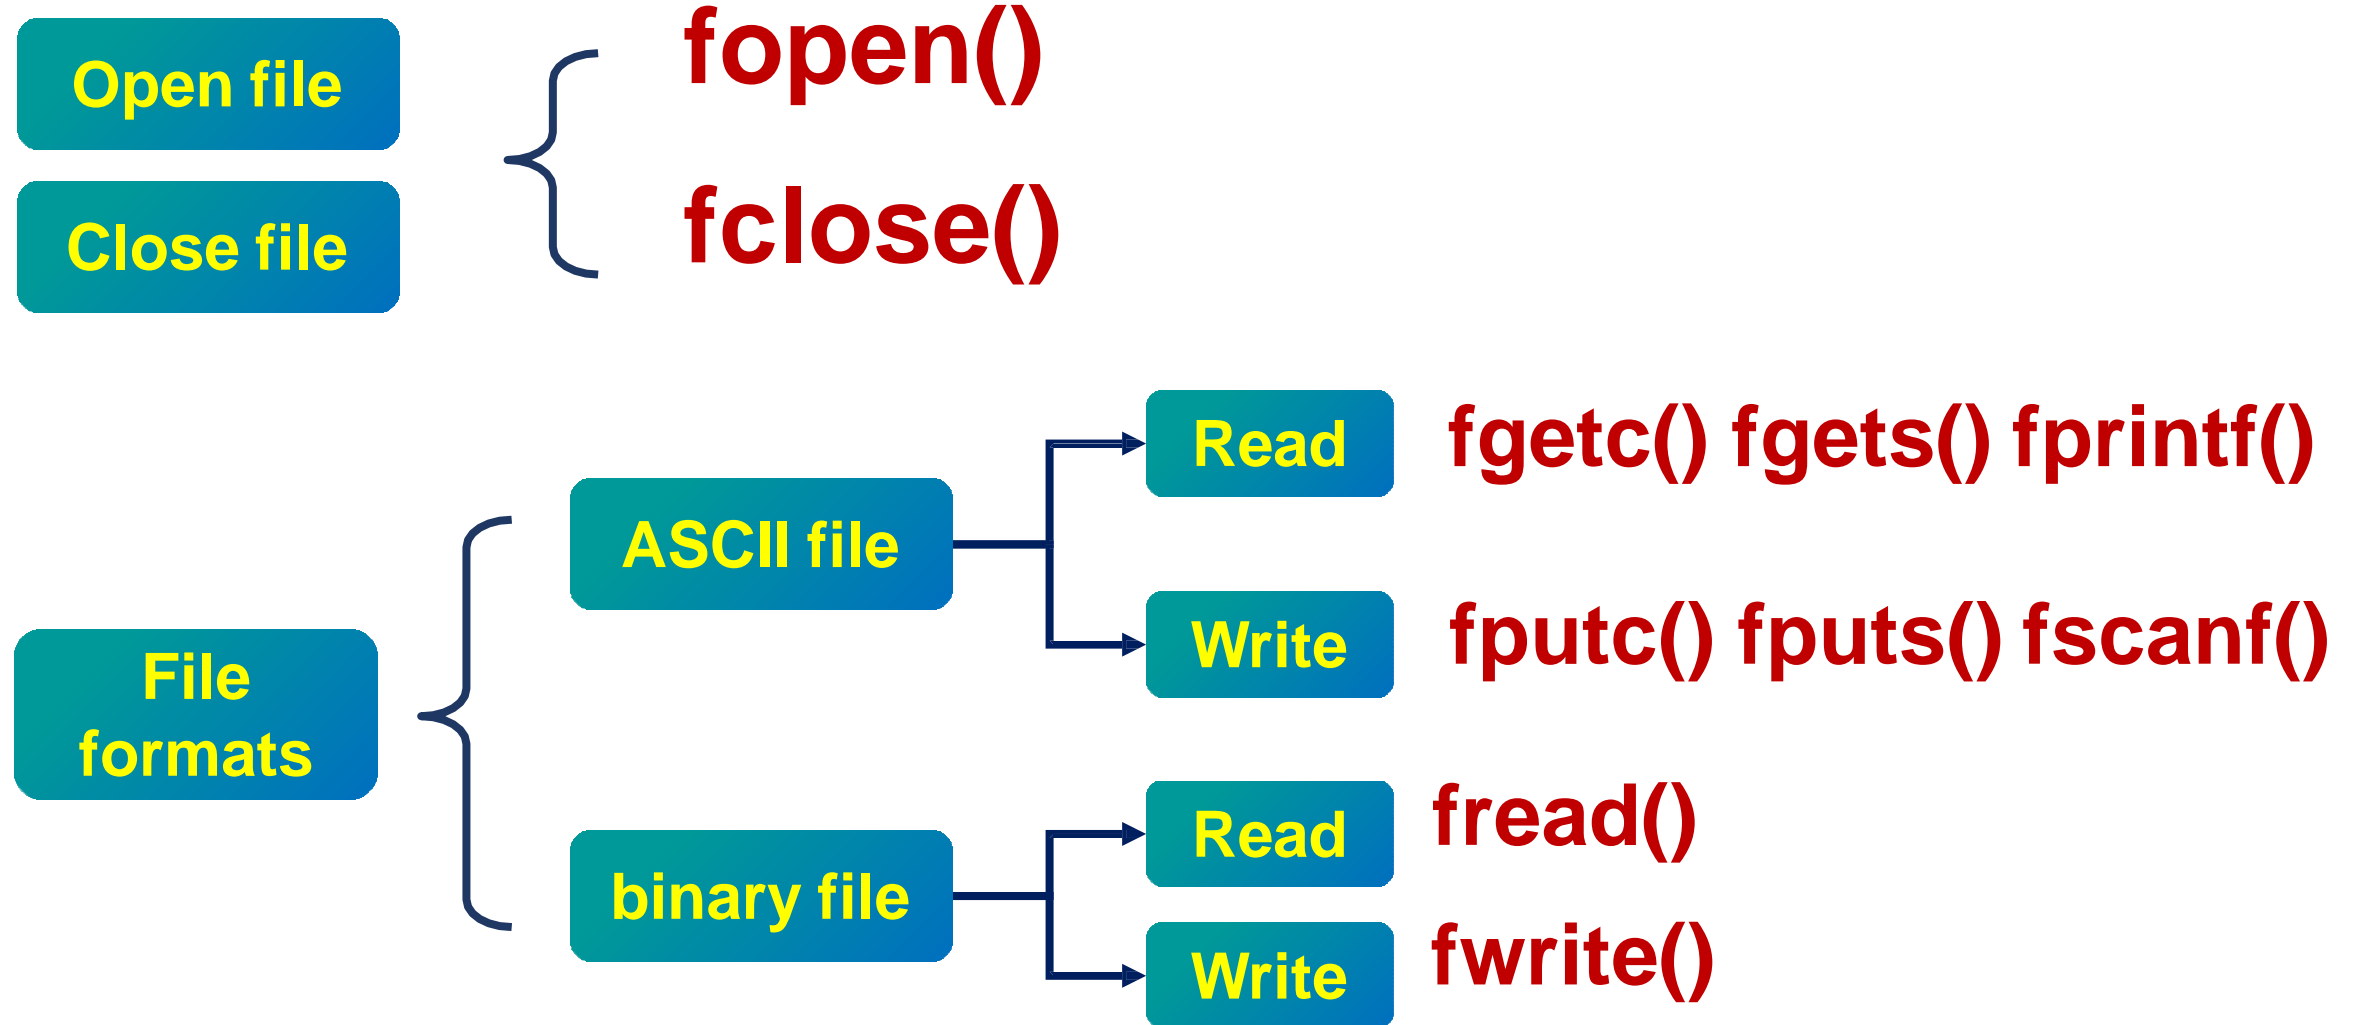 Open file
fopen()
Close file
fclose()
File
formats
ASCII file
Read
fgetc() fgets() fprintf()
Write
fputc() fputs() fscanf()
binary file
Read
fread()
Write
fwrite()